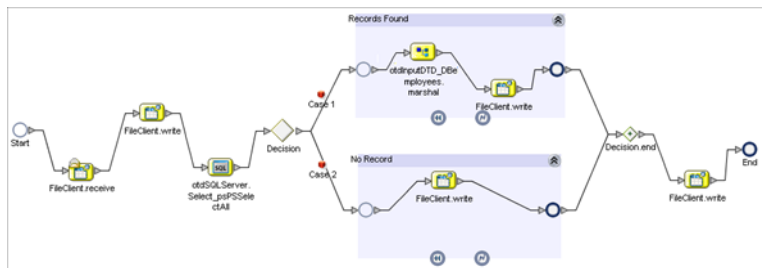 Records Found
otdInputDTD_DBe
mployees.
marshal
FileClient.write
Case 1
Start
FileClient.receive
FileClient.write
SQL
otdSQLServer.
Select_psPSSele
ctAll
Decision
Case 2
No Record
FileClient.write
Decision.end
FileClient.write
End